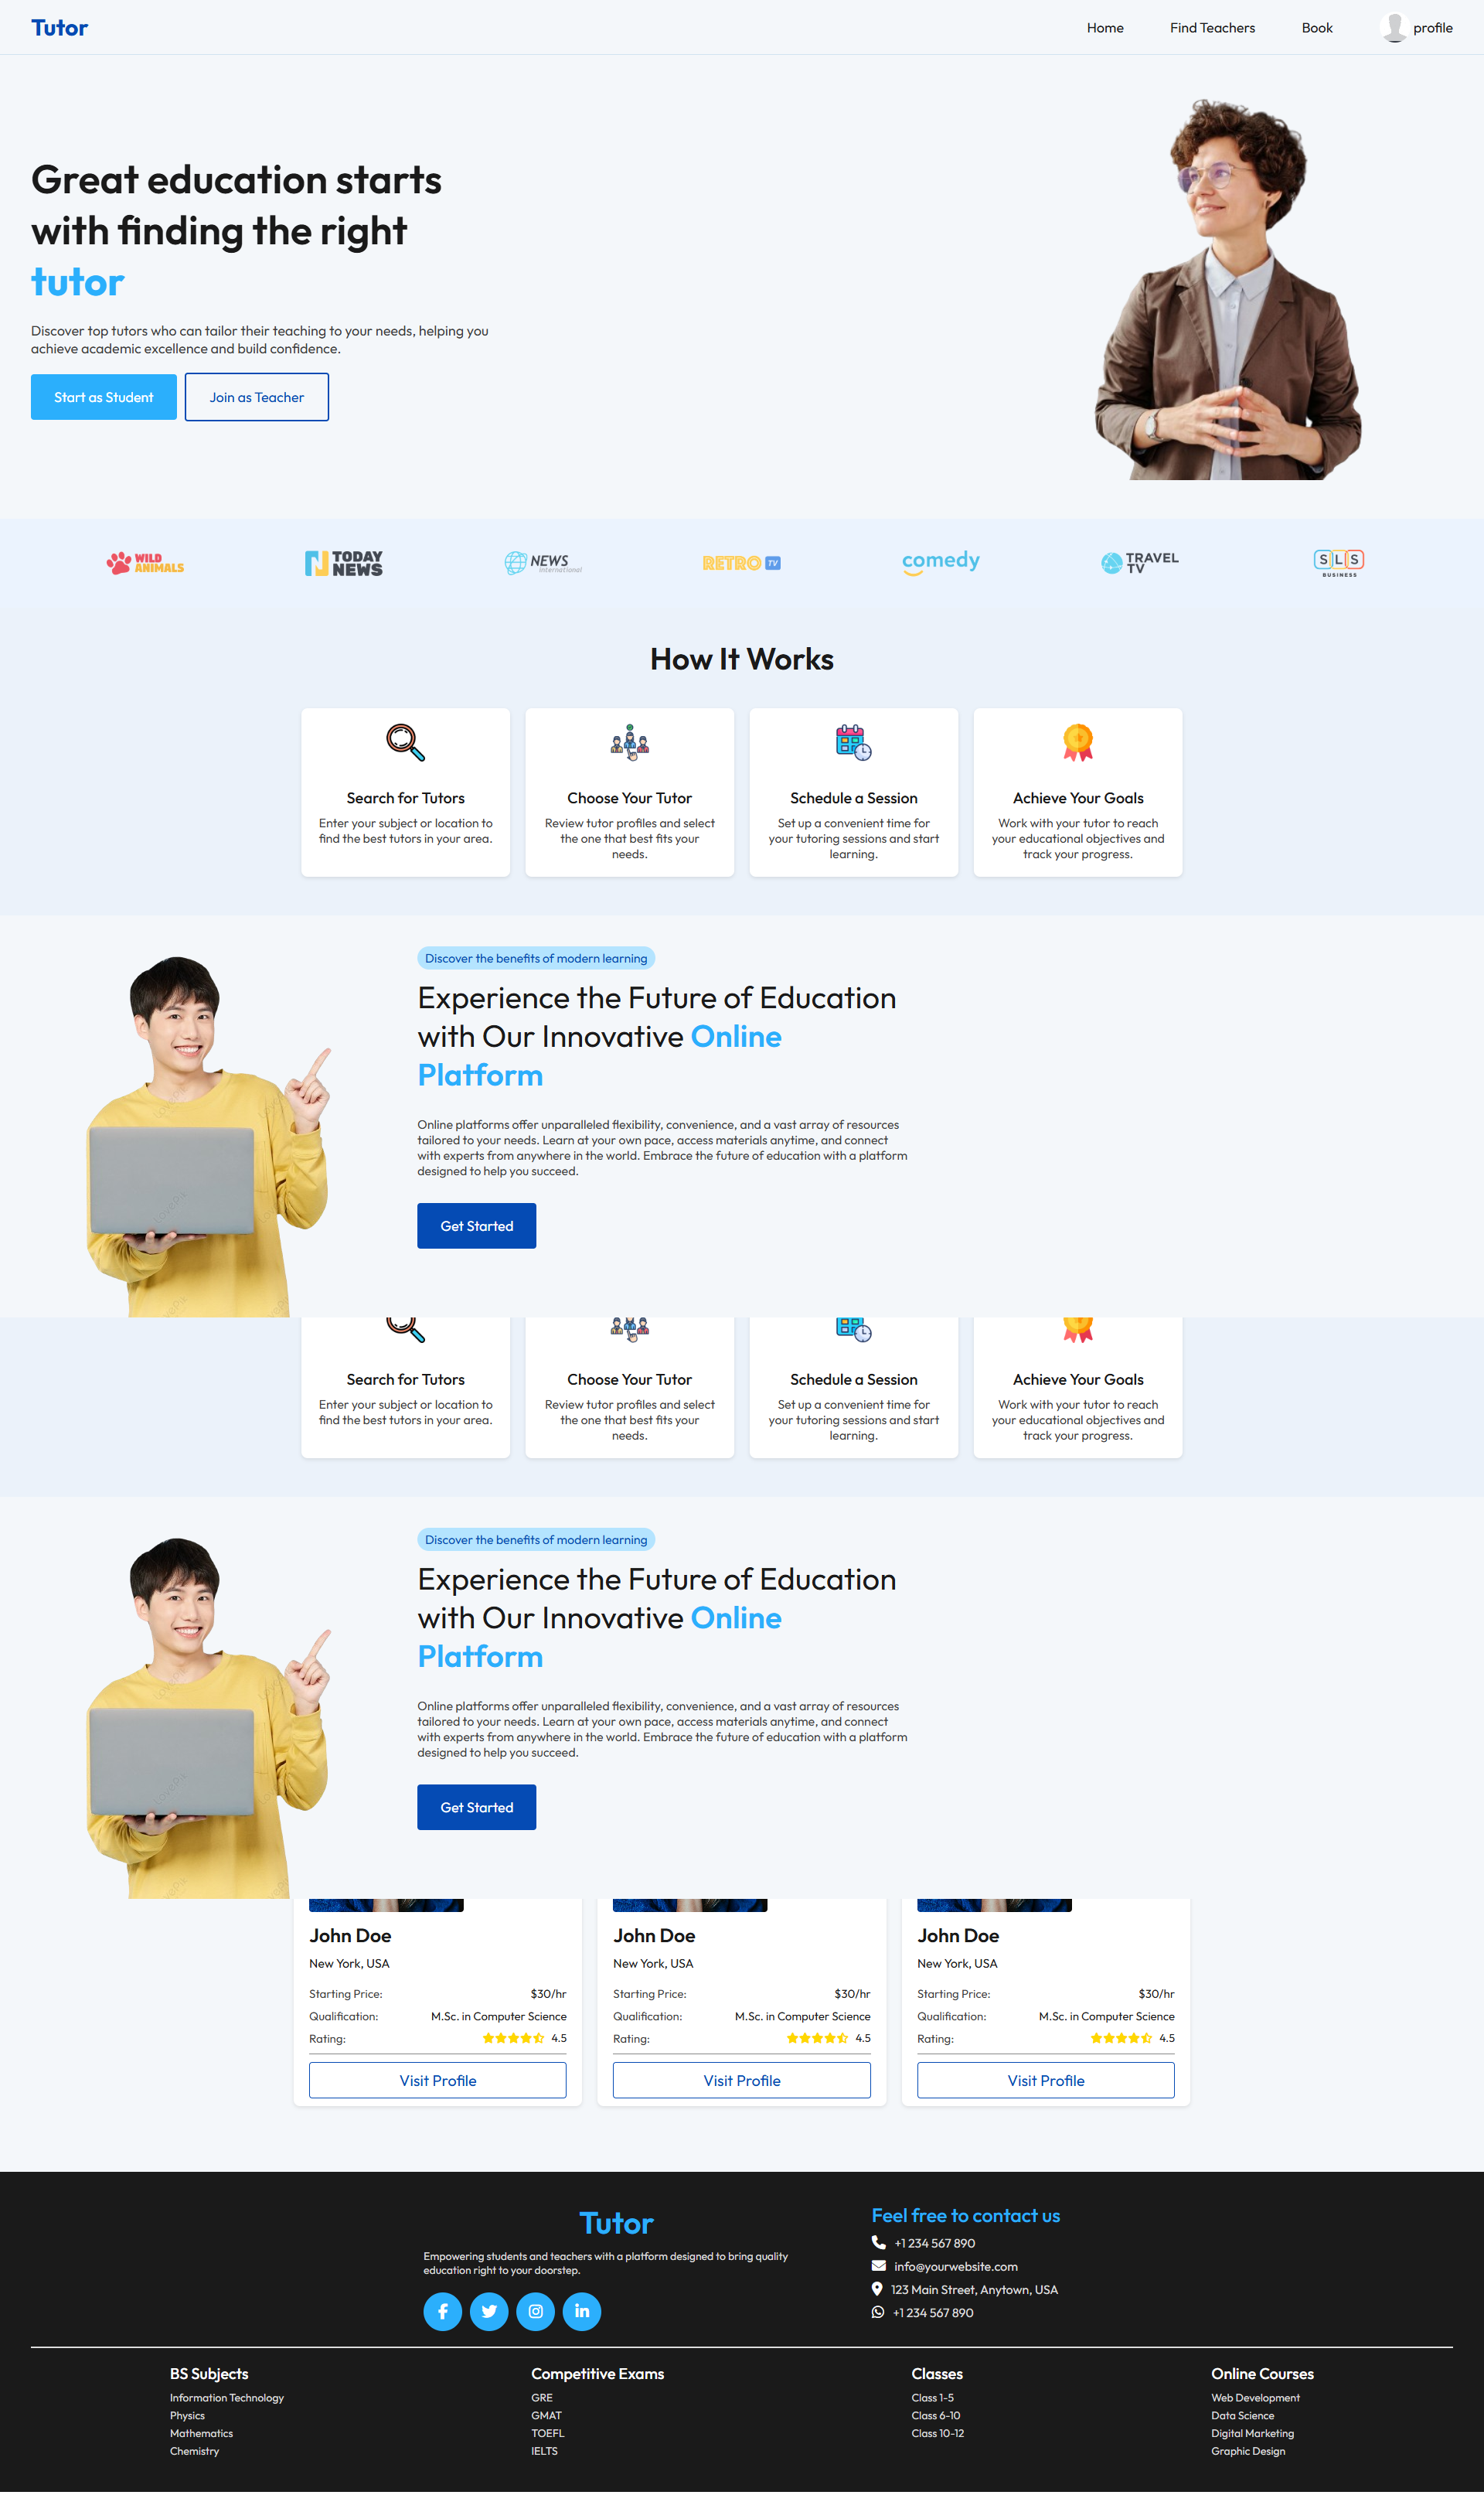 Tutor
Home
Find Teachers
Book
profile
Great education starts
with finding the right
tutor
Discover top tutors who can tailor their teaching to your needs, helping you
achieve academic excellence and build confidence.
Start as Student
Join as Teacher
WILD
ANIMALS
TODAY
NEWS
NEWS
international
RETRO TV
comedy
TRAVEL
TV
SLS
BUSINESS
How It Works
Search for Tutors
Enter your subject or location to
find the best tutors in your area.
Choose Your Tutor
Review tutor profiles and select
the one that best fits your
needs.
Schedule a Session
Set up a convenient time for
your tutoring sessions and start
learning.
Achieve Your Goals
Work with your tutor to reach
your educational objectives and
track your progress.
Discover the benefits of modern learning
Experience the Future of Education
with Our Innovative Online
Platform
Online platforms offer unparalleled flexibility, convenience, and a vast array of resources
tailored to your needs. Learn at your own pace, access materials anytime, and connect
with experts from anywhere in the world. Embrace the future of education with a platform
designed to help you succeed.
Get Started
Search for Tutors
Enter your subject or location to
find the best tutors in your area.
Choose Your Tutor
Review tutor profiles and select
the one that best fits your
needs.
Schedule a Session
Set up a convenient time for
your tutoring sessions and start
learning.
Achieve Your Goals
Work with your tutor to reach
your educational objectives and
track your progress.
Discover the benefits of modern learning
Experience the Future of Education
with Our Innovative Online
Platform
Online platforms offer unparalleled flexibility, convenience, and a vast array of resources
tailored to your needs. Learn at your own pace, access materials anytime, and connect
with experts from anywhere in the world. Embrace the future of education with a platform
designed to help you succeed.
Get Started
John Doe
New York, USA
Starting Price: $30/hr
Qualification: M.Sc. in Computer Science
Rating: 4.5
Visit Profile
John Doe
New York, USA
Starting Price: $30/hr
Qualification: M.Sc. in Computer Science
Rating: 4.5
Visit Profile
John Doe
New York, USA
Starting Price: $30/hr
Qualification: M.Sc. in Computer Science
Rating: 4.5
Visit Profile
Tutor
Empowering students and teachers with a platform designed to bring quality
education right to your doorstep.
Feel free to contact us
+1 234 567 890
info@yourwebsite.com
123 Main Street, Anytown, USA
+1 234 567 890
BS Subjects
Information Technology
Physics
Mathematics
Chemistry
Competitive Exams
GRE
GMAT
TOEFL
IELTS
Classes
Class 1-5
Class 6-10
Class 10-12
Online Courses
Web Development
Data Science
Digital Marketing
Graphic Design